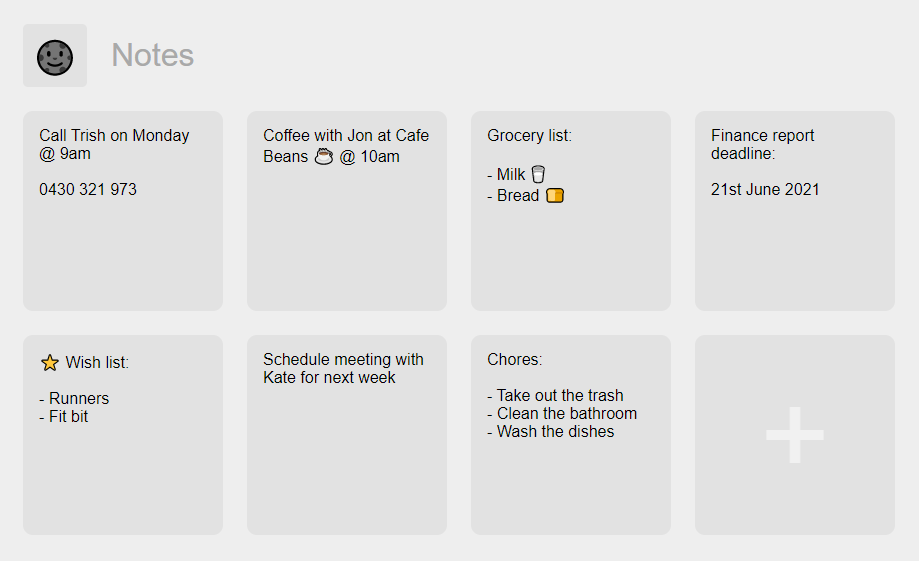 Notes
Call Trish on Monday
@ 9am
0430 321 973
Coffee with Jon at Cafe
Beans ☕ @ 10am
Grocery list:
- Milk 🥛
- Bread 🍞
Finance report
deadline:
21st June 2021
⭐ Wish list:
- Runners
- Fit bit
Schedule meeting with
Kate for next week
Chores:
- Take out the trash
- Clean the bathroom
- Wash the dishes
+